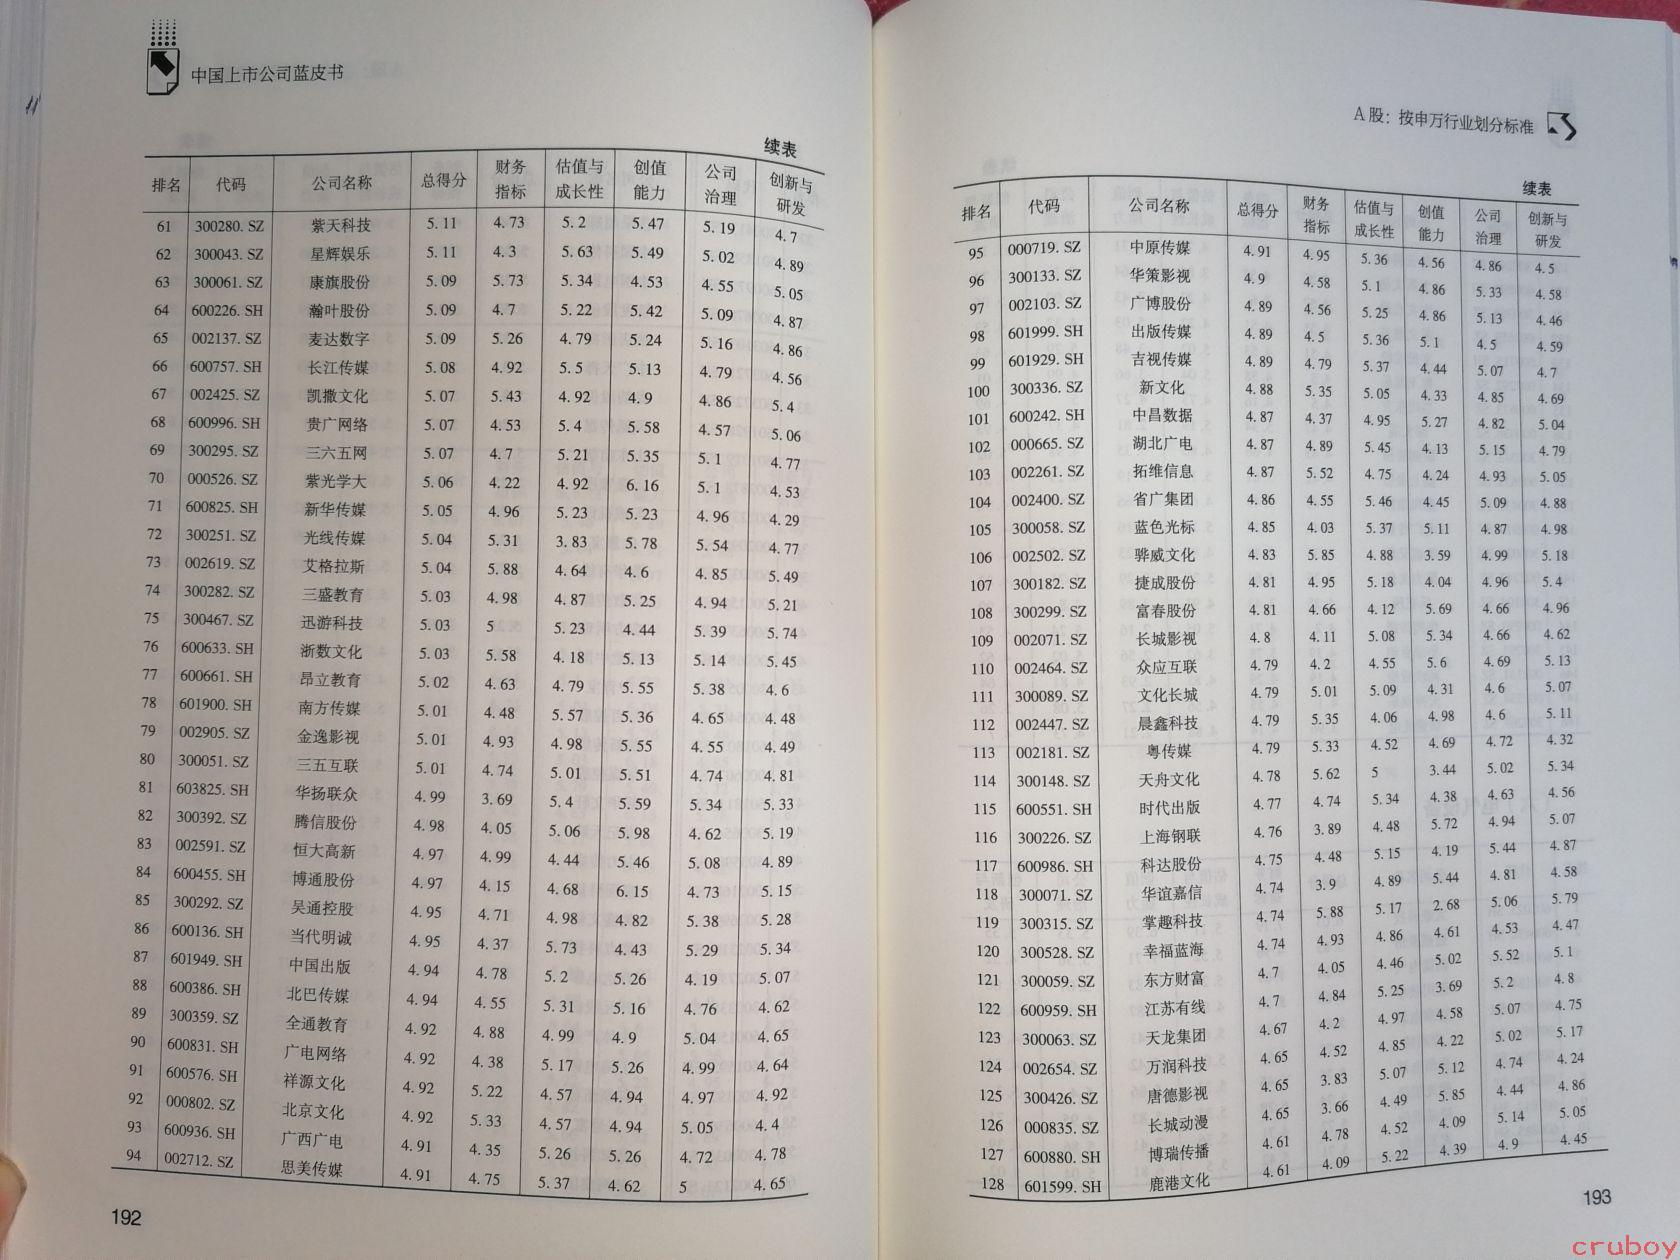 中国上市公司蓝皮书
续表
排名 代码 公司名称 总得分 财务指标 估值与成长性 创值能力 公司治理 创新与研发
61 300280. SZ 紫天科技 5. 11 4. 73 5. 2 5. 47 5. 19 4. 7
62 300043. SZ 星辉娱乐 5. 11 4. 3 5. 63 5. 49 5. 02 4. 89
63 300061. SZ 康旗股份 5. 09 5. 73 5. 34 4. 53 4. 55 5. 05
64 600226. SH 瀚叶股份 5. 09 4. 7 5. 22 5. 42 5. 09 4. 87
65 002137. SZ 麦达数字 5. 09 5. 26 4. 79 5. 24 5. 16 4. 86
66 600757. SH 长江传媒 5. 08 4. 92 5. 5 5. 13 4. 79 4. 56
67 002425. SZ 凯撒文化 5. 07 5. 43 4. 92 4. 9 4. 86 5. 4
68 600996. SH 贵广网络 5. 07 4. 53 5. 4 5. 58 4. 57 5. 06
69 300295. SZ 三六五网 5. 07 4. 7 5. 21 5. 35 5. 1 4. 77
70 000526. SZ 紫光学大 5. 06 4. 22 4. 92 6. 16 5. 1 4. 53
71 600825. SH 新华传媒 5. 05 4. 96 5. 23 5. 23 4. 96 4. 29
72 300251. SZ 光线传媒 5. 04 5. 31 3. 83 5. 78 5. 54 4. 77
73 002619. SZ 艾格拉斯 5. 04 5. 88 4. 64 4. 6 4. 85 5. 49
74 300282. SZ 三盛教育 5. 03 4. 98 4. 87 5. 25 4. 94 5. 21
75 300467. SZ 迅游科技 5. 03 5 5. 23 4. 44 5. 39 5. 74
76 600633. SH 浙数文化 5. 03 5. 58 4. 18 5. 13 5. 14 5. 45
77 600661. SH 昂立教育 5. 02 4. 63 4. 79 5. 55 5. 38 4. 6
78 601900. SH 南方传媒 5. 01 4. 48 5. 57 5. 36 4. 65 4. 48
79 002905. SZ 金逸影视 5. 01 4. 93 4. 98 5. 55 4. 55 4. 49
80 300051. SZ 三五互联 5. 01 4. 74 5. 01 5. 51 4. 74 4. 81
81 603825. SH 华扬联众 4. 99 3. 69 5. 4 5. 59 5. 34 5. 33
82 300392. SZ 腾信股份 4. 98 4. 05 5. 06 5. 98 4. 62 5. 19
83 002591. SZ 恒大高新 4. 97 4. 99 4. 44 5. 46 5. 08 4. 89
84 600455. SH 博通股份 4. 97 4. 15 4. 68 6. 15 4. 73 5. 15
85 300292. SZ 吴通控股 4. 95 4. 71 4. 98 4. 82 5. 38 5. 28
86 600136. SH 当代明诚 4. 95 4. 37 5. 73 4. 43 5. 29 5. 34
87 601949. SH 中国出版 4. 94 4. 78 5. 2 5. 26 4. 19 5. 07
88 600386. SH 北巴传媒 4. 94 4. 55 5. 31 5. 16 4. 76 4. 62
89 300359. SZ 全通教育 4. 92 4. 88 4. 99 4. 9 5. 04 4. 65
90 600831. SH 广电网络 4. 92 4. 38 5. 17 5. 26 4. 99 4. 64
91 600576. SH 祥源文化 4. 92 5. 22 4. 57 4. 94 4. 97 4. 92
92 000802. SZ 北京文化 4. 92 5. 33 4. 57 4. 94 5. 05 4. 4
93 600936. SH 广西广电 4. 91 4. 35 5. 26 5. 26 4. 72 4. 78
94 002712. SZ 思美传媒 4. 91 4. 75 5. 37 4. 62 5 4. 65
192
A 股：按申万行业划分标准
续表
排名 代码 公司名称 总得分 财务指标 估值与成长性 创值能力 公司治理 创新与研发
95 000719. SZ 中原传媒 4. 91 4. 95 5. 36 4. 56 4. 86 4. 5
96 300133. SZ 华策影视 4. 9 4. 58 5. 1 4. 86 5. 33 4. 58
97 002103. SZ 广博股份 4. 89 4. 56 5. 25 4. 86 5. 13 4. 46
98 601999. SH 出版传媒 4. 89 4. 5 5. 36 5. 1 4. 5 4. 59
99 601929. SH 吉视传媒 4. 89 4. 79 5. 37 4. 44 5. 07 4. 7
100 300336. SZ 新文化 4. 88 5. 35 5. 05 4. 33 4. 85 4. 69
101 600242. SH 中昌数据 4. 87 4. 37 4. 95 5. 27 4. 82 5. 04
102 000665. SZ 湖北广电 4. 87 4. 89 5. 45 4. 13 5. 15 4. 79
103 002261. SZ 拓维信息 4. 87 5. 52 4. 75 4. 24 4. 93 5. 05
104 002400. SZ 省广集团 4. 86 4. 55 5. 46 4. 45 5. 09 4. 88
105 300058. SZ 蓝色光标 4. 85 4. 03 5. 37 5. 11 4. 87 4. 98
106 002502. SZ 骅威文化 4. 83 5. 85 4. 88 3. 59 4. 99 5. 18
107 300182. SZ 捷成股份 4. 81 4. 95 5. 18 4. 04 4. 96 5. 4
108 300299. SZ 富春股份 4. 81 4. 66 4. 12 5. 69 4. 66 4. 96
109 002071. SZ 长城影视 4. 8 4. 11 5. 08 5. 34 4. 66 4. 62
110 002464. SZ 众应互联 4. 79 4. 2 4. 55 5. 6 4. 69 5. 13
111 300089. SZ 文化长城 4. 79 5. 01 5. 09 4. 31 4. 6 5. 07
112 002447. SZ 晨鑫科技 4. 79 5. 35 4. 06 4. 98 4. 6 5. 11
113 002181. SZ 粤传媒 4. 79 5. 33 4. 52 4. 69 4. 72 4. 32
114 300148. SZ 天舟文化 4. 78 5. 62 5 3. 44 5. 02 5. 34
115 600551. SH 时代出版 4. 77 4. 74 5. 34 4. 38 4. 63 4. 56
116 300226. SZ 上海钢联 4. 76 3. 89 4. 48 5. 72 4. 94 5. 07
117 600986. SH 科达股份 4. 75 4. 48 5. 15 4. 19 5. 44 4. 87
118 300071. SZ 华谊嘉信 4. 74 3. 9 4. 89 5. 44 4. 81 4. 58
119 300315. SZ 掌趣科技 4. 74 5. 88 5. 17 2. 68 5. 06 5. 79
120 300528. SZ 幸福蓝海 4. 74 4. 93 4. 86 4. 61 4. 53 4. 47
121 300059. SZ 东方财富 4. 7 4. 05 4. 46 5. 02 5. 52 5. 1
122 600959. SH 江苏有线 4. 7 4. 84 5. 25 3. 69 5. 2 4. 8
123 300063. SZ 天龙集团 4. 67 4. 2 4. 97 4. 58 5. 07 4. 75
124 002654. SZ 万润科技 4. 65 4. 52 4. 85 4. 22 5. 02 5. 17
125 300426. SZ 唐德影视 4. 65 3. 83 5. 07 5. 12 4. 74 4. 24
126 000835. SZ 长城动漫 4. 65 3. 66 4. 49 5. 85 4. 44 4. 86
127 600880. SH 博瑞传播 4. 61 4. 78 4. 52 4. 09 5. 14 5. 05
128 601599. SH 鹿港文化 4. 61 4. 09 5. 22 4. 39 4. 9 4. 45
193
cruboy